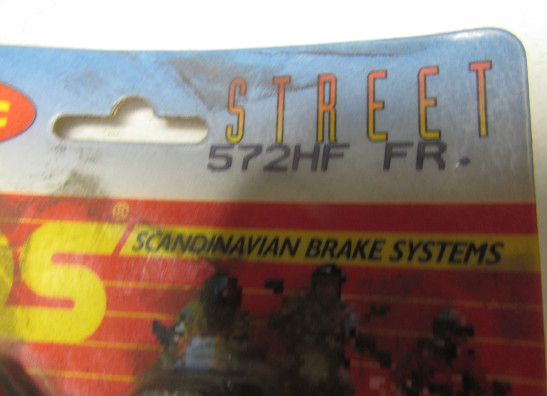 STREET
572HF FR.
SCANDINAVIAN BRAKE SYSTEMS